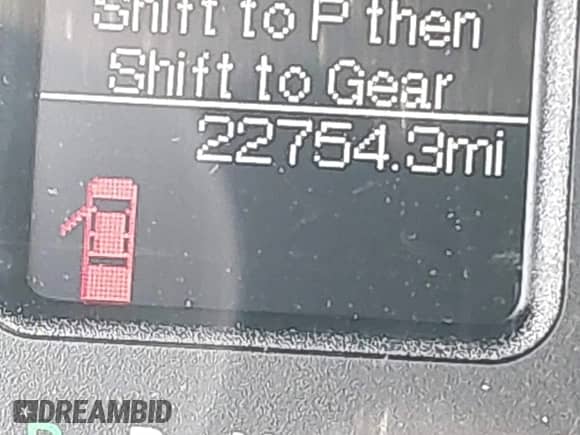 Shift to P then
Shift to Gear
22754.3mi
DREAMBID